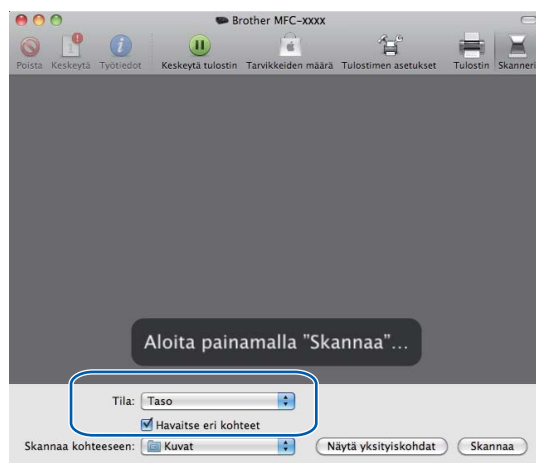 Brother MFC-xxxx
Poista Keskeytä Työtiedot Keskeytä tulostin Tarvikkeiden määrä Tulostimen asetukset Tulostin Skanneri
Aloita painamalla "Skannaa"...
Tila: Taso
Havaitse eri kohteet
Skannaa kohteeseen: Kuvat Näytä yksityiskohdat Skannaa